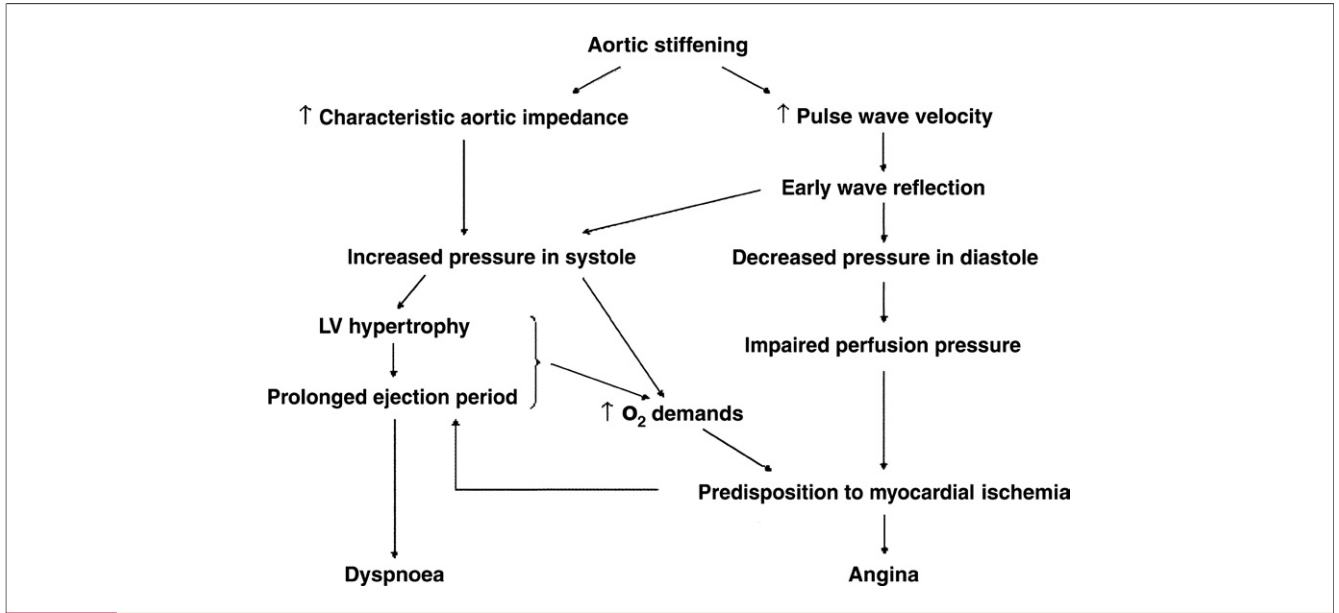 Aortic stiffening
↑ Characteristic aortic impedance
↑ Pulse wave velocity
Early wave reflection
Increased pressure in systole
Decreased pressure in diastole
LV hypertrophy
Impaired perfusion pressure
Prolonged ejection period
↑ O₂ demands
Predisposition to myocardial ischemia
Dyspnoea
Angina